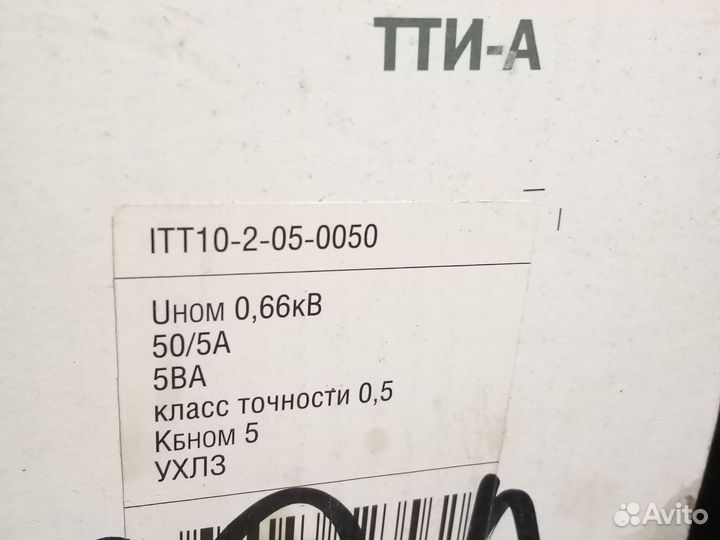 ТТИ-А
ITT10-2-05-0050
Uном 0,66кВ
50/5А
5ВА
класс точности 0,5
Кбном 5
УХЛ3
Avito